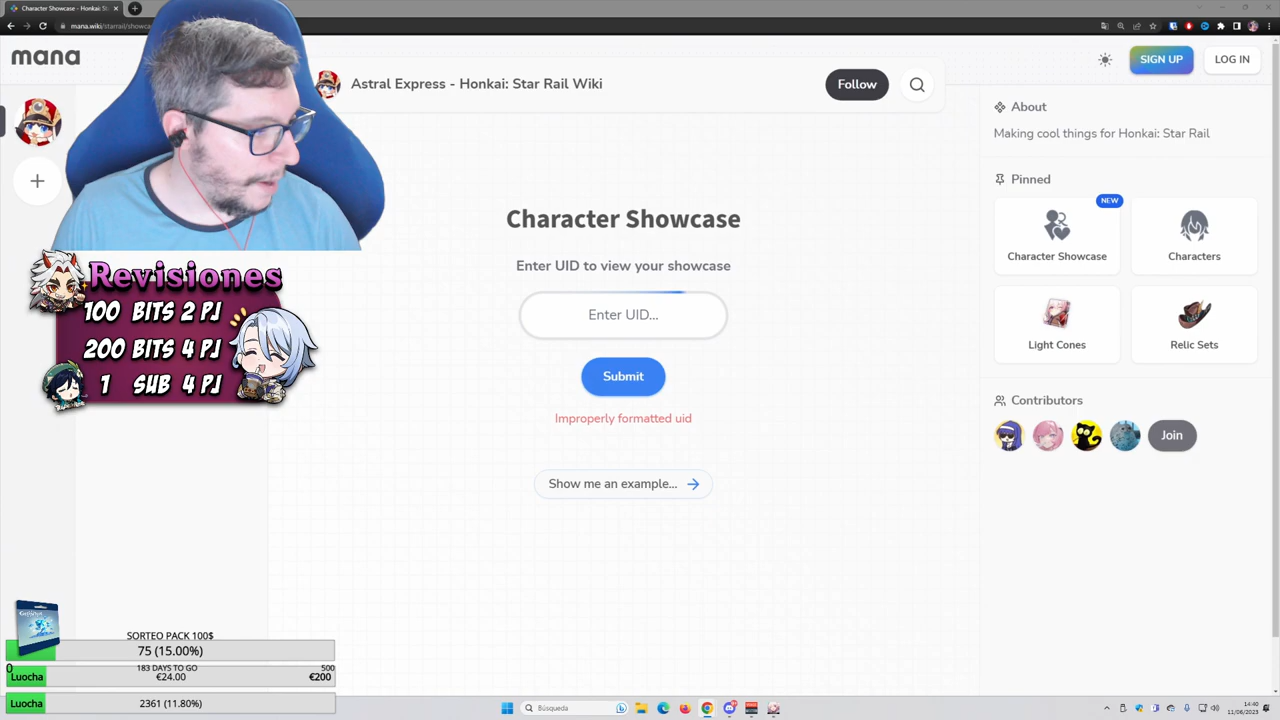 Character Showcase - Honkai: St
mana.wiki/starrail/showca
mana
Astral Express - Honkai: Star Rail Wiki
Follow
SIGN UP
LOG IN
About
Making cool things for Honkai: Star Rail
Pinned
NEW
Character Showcase
Characters
Light Cones
Relic Sets
Contributors
Join
Character Showcase
Enter UID to view your showcase
Enter UID...
Submit
Improperly formatted uid
Show me an example...
Revisiones
100 BITS 2 PJ
200 BITS 4 PJ
1 SUB 4 PJ
SORTEO PACK 100$
75 (15.00%)
0
183 DAYS TO GO
500
Luocha
€24.00
€200
Luocha
2361 (11.80%)
Búsqueda
14:40
11/06/2023